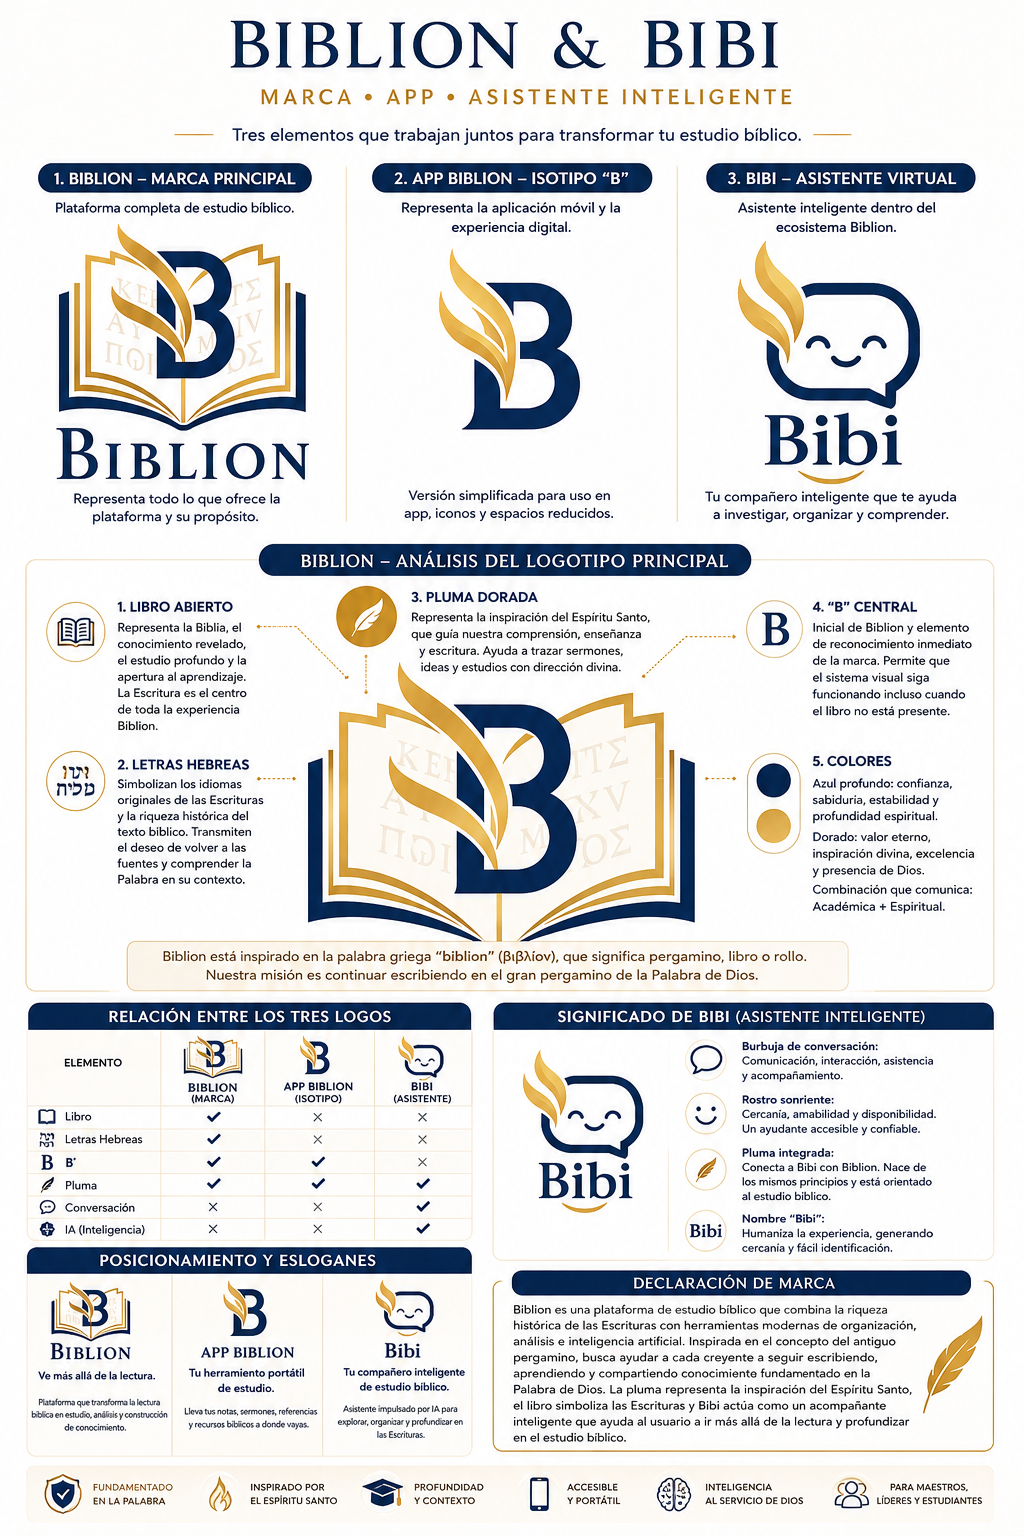 BIBLION & BIBI
MARCA • APP • ASISTENTE INTELIGENTE
Tres elementos que trabajan juntos para transformar tu estudio bíblico.
1. BIBLION – MARCA PRINCIPAL
Plataforma completa de estudio bíblico.
B
BIBLION
Representa todo lo que ofrece la
plataforma y su propósito.
2. APP BIBLION – ISOTIPO “B”
Representa la aplicación móvil y la
experiencia digital.
B
Versión simplificada para uso en
app, iconos y espacios reducidos.
3. BIBI – ASISTENTE VIRTUAL
Asistente inteligente dentro del
ecosistema Biblion.
Bibi
Tu compañero inteligente que te ayuda
a investigar, organizar y comprender.
BIBLION – ANÁLISIS DEL LOGOTIPO PRINCIPAL
1. LIBRO ABIERTO
Representa la Biblia, el
conocimiento revelado,
el estudio profundo y la
apertura al aprendizaje.
La Escritura es el centro
de toda la experiencia
Biblion.
2. LETRAS HEBREAS
Simbolizan los idiomas
originales de las Escrituras
y la riqueza histórica del
texto bíblico. Transmiten
el deseo de volver a las
fuentes y comprender la
Palabra en su contexto.
3. PLUMA DORADA
Representa la inspiración del Espíritu Santo,
que guía nuestra comprensión, enseñanza
y escritura. Ayuda a trazar sermones,
ideas y estudios con dirección divina.
B
B
4. “B” CENTRAL
Inicial de Biblion y elemento
de reconocimiento inmediato
de la marca. Permite que
el sistema visual siga
funcionando incluso cuando
el libro no está presente.
5. COLORES
Azul profundo: confianza,
sabiduria, estabilidad y
profundidad espiritual.
Dorado: valor eterno,
inspiración divina, excelencia
y presencia de Dios.
Combinación que comunica:
Académica + Espiritual.
Biblion está inspirado en la palabra griega “biblion” (βιβλίον), que significa pergamino, libro o rollo.
Nuestra misión es continuar escribiendo en el gran pergamino de la Palabra de Dios.
RELACIÓN ENTRE LOS TRES LOGOS
ELEMENTO
BIBLION
(MARCA)
APP BIBLION
(ISOTIPO)
BIBI
(ASISTENTE)
Libro ✓ × ×
Letras Hebreas ✓ × ×
B B' ✓ ✓ ×
Pluma ✓ ✓ ✓
Conversación × × ✓
IA (Inteligencia) × × ✓
SIGNIFICADO DE BIBI (ASISTENTE INTELIGENTE)
Bibi
Burbuja de conversación:
Comunicación, interacción, asistencia
y acompañamiento.
Rostro sonriente:
Cercanía, amabilidad y disponibilidad.
Un ayudante accesible y confiable.
Pluma integrada:
Conecta a Bibi con Biblion. Nace de
los mismos principios y está orientado
al estudio bíblico.
Bibi
Nombre “Bibi”:
Humaniza la experiencia, generando
cercanía y fácil identificación.
POSICIONAMIENTO Y ESLOGANES
BIBLION
Ve más allá de la lectura.
Plataforma que transforma la lectura
bíblica en estudio, análisis y construcción
de conocimiento.
B
APP BIBLION
Tu herramiento portátil
de estudio.
Lleva tus notas, sermones, referencias
y recursos bíblicos a donde vayas.
Bibi
Tu compañero inteligente
de estudio bíblico.
Asistente impulsado por IA para
explorar, organizar y profundizar en
las Escrituras.
DECLARACIÓN DE MARCA
Biblion es una plataforma de estudio bíblico que combina la riqueza
histórica de las Escrituras con herramientas modernas de organización,
análisis e inteligencia artificial. Inspirada en el concepto del antiguo
pergamino, busca ayudar a cada creyente a seguir escribiendo,
aprendiendo y compartiendo conocimiento fundamentado en la
Palabra de Dios. La pluma representa la inspiración del Espíritu Santo,
el libro simboliza las Escrituras y Bibi actúa como un acompañante
inteligente que ayuda al usuario a ir más allá de la lectura y profundizar
en el estudio bíblico.
FUNDAMENTADO
EN LA PALABRA
INSPIRADO POR
EL ESPÍRITU SANTO
PROFUNDIDAD
Y CONTEXTO
ACCESIBLE
Y PORTÁTIL
INTELIGENCIA
AL SERVICIO DE DIOS
PARA MAESTROS,
LÍDERES Y ESTUDIANTES